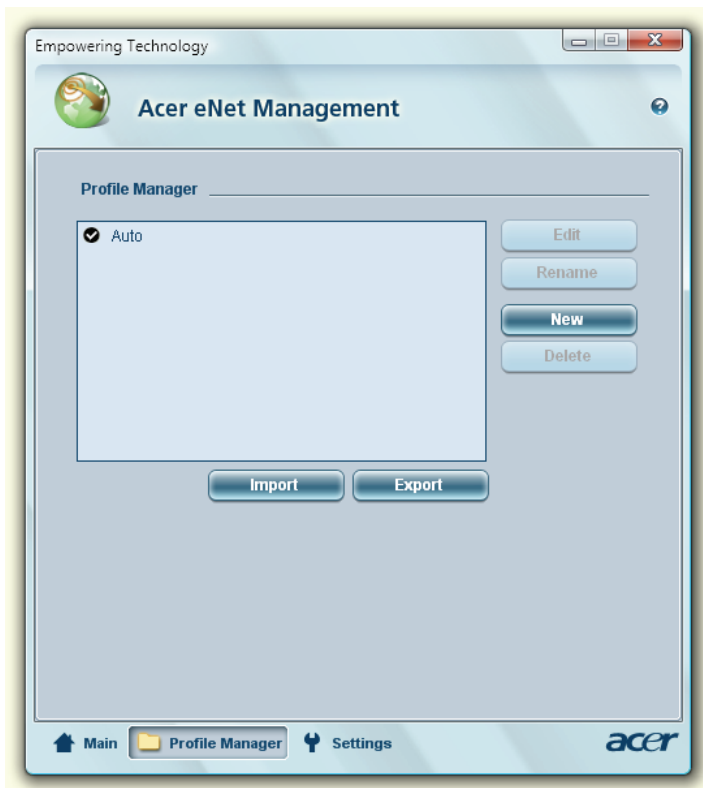 Empowering Technology
Acer eNet Management
Profile Manager
Auto
Edit
Rename
New
Delete
Import Export
Main Profile Manager Settings acer